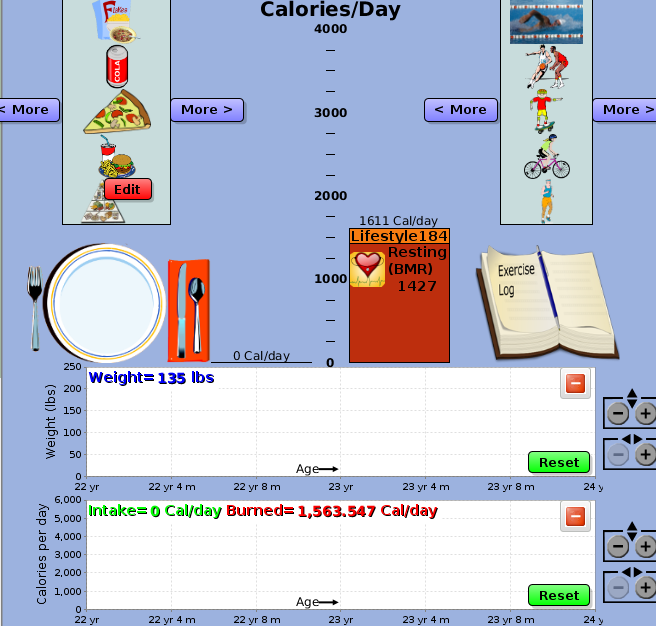 Calories/Day
4000
Flakes
COLA
< More
More >
3000
< More
More >
Edit
2000
1611 Cal/day
Lifestyle184
Resting
(BMR)
1427
1000
Exercise
Log
0 Cal/day
0
Weight (lbs)
250
200
150
100
50
0
Weight= 135 lbs
Age
Reset
22 yr
22 yr 4 m
22 yr 8 m
23 yr
23 yr 4 m
23 yr 8 m
24 y
Calories per day
6,000
5,000
4,000
3,000
2,000
1,000
0
Intake= 0 Cal/day Burned= 1,563.547 Cal/day
Age
Reset
22 yr
22 yr 4 m
22 yr 8 m
23 yr
23 yr 4 m
23 yr 8 m
24 y